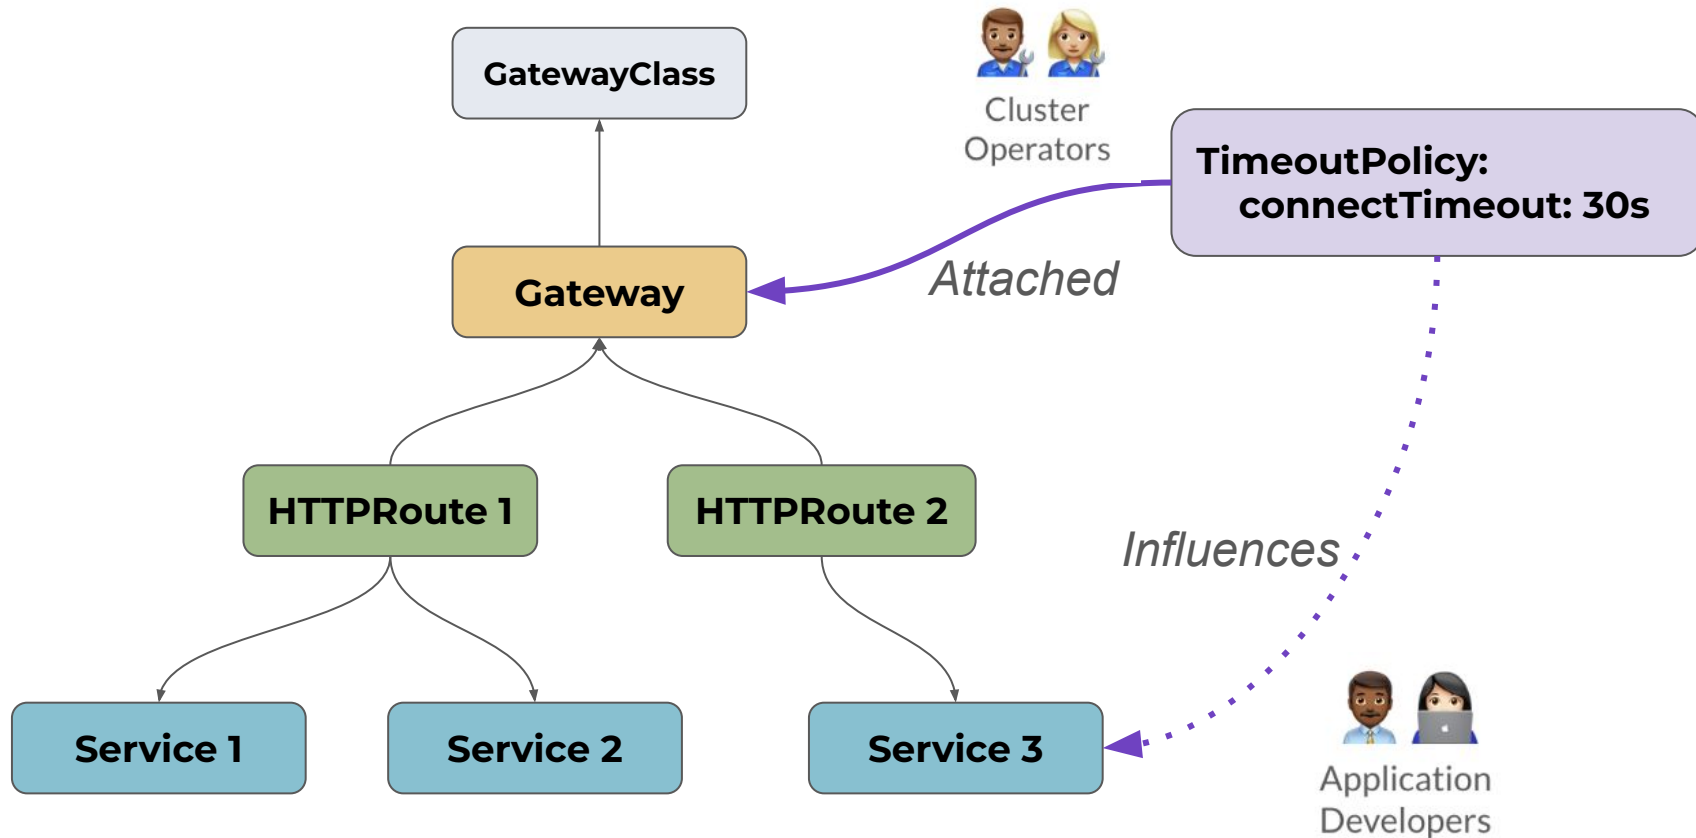 GatewayClass
Cluster
Operators
TimeoutPolicy:
connectTimeout: 30s
Attached
Gateway
HTTPRoute 1
HTTPRoute 2
Influences
Service 1
Service 2
Service 3
Application
Developers